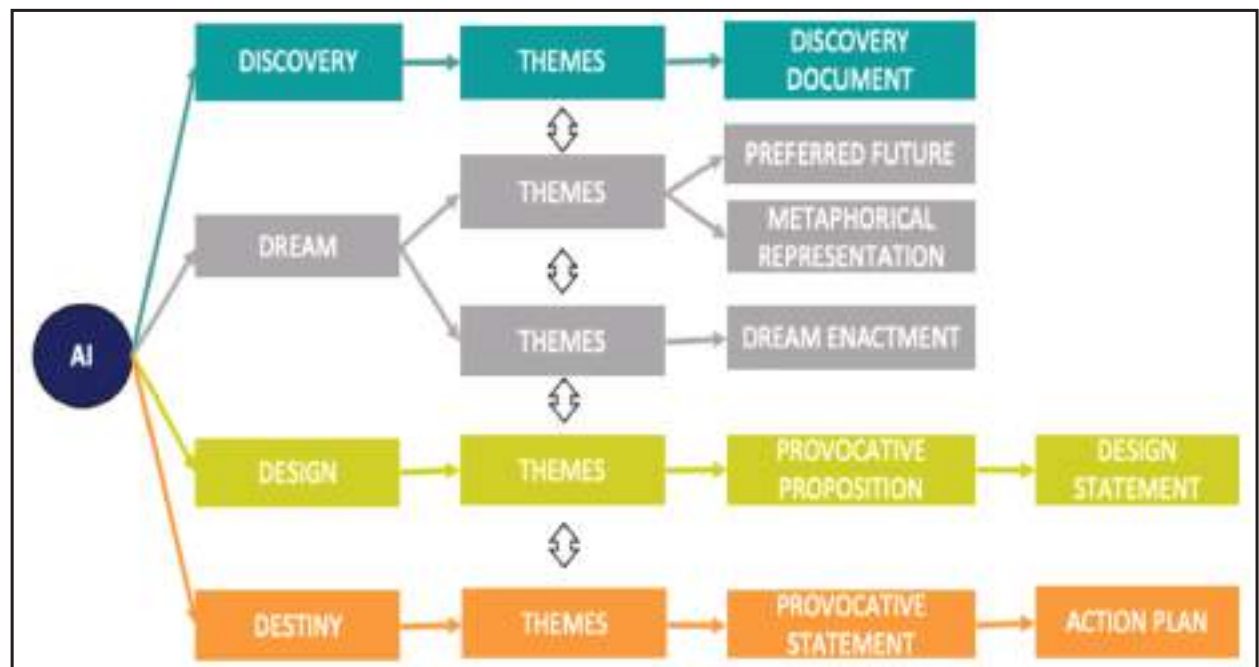 DISCOVERY
THEMES
DISCOVERY
DOCUMENT
THEMES
PREFERRED FUTURE
METAPHORICAL
REPRESENTATION
DREAM
AI
THEMES
DREAM ENACTMENT
DESIGN
THEMES
PROVOCATIVE
PROPOSITION
DESIGN
STATEMENT
DESTINY
THEMES
PROVOCATIVE
STATEMENT
ACTION PLAN